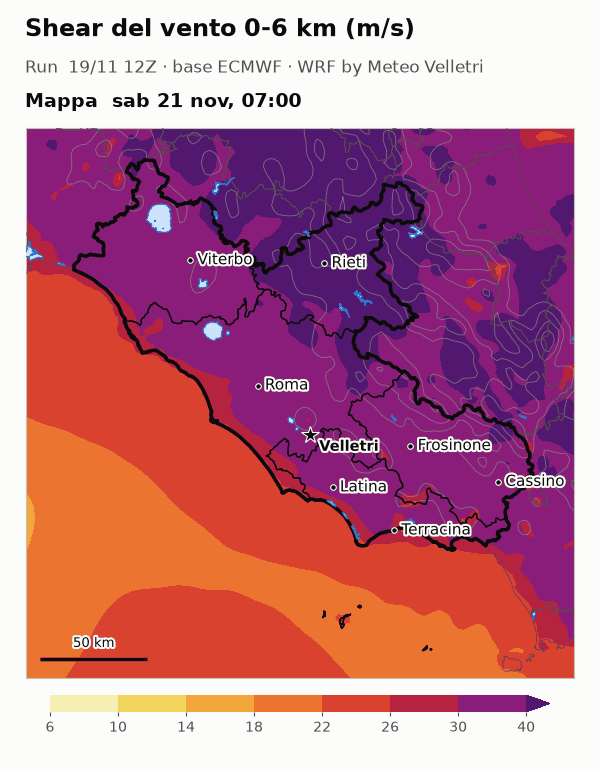 Shear del vento 0-6 km (m/s)
Run 19/11 12Z · base ECMWF · WRF by Meteo Velletri
Mappa sab 21 nov, 07:00
Viterbo
Rieti
Roma
Velletri
Frosinone
Cassino
Latina
Terracina
50 km
6 10 14 18 22 26 30 40